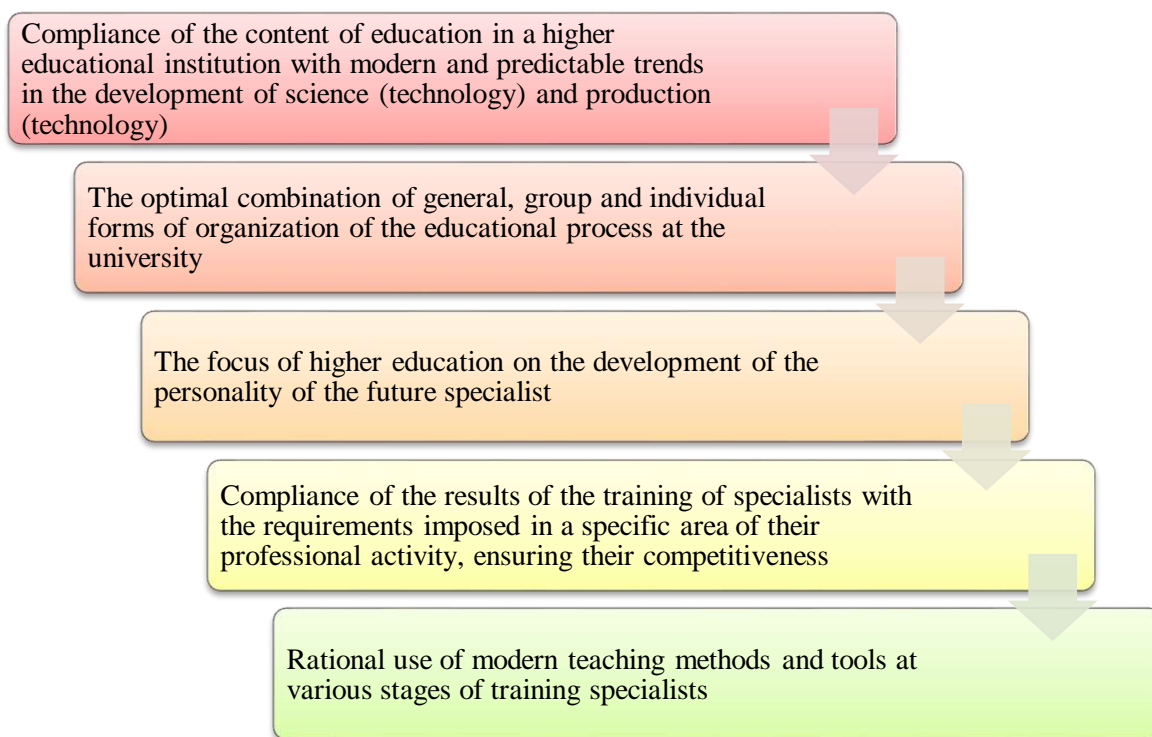 Compliance of the content of education in a higher
educational institution with modern and predictable trends
in the development of science (technology) and production
(technology)
The optimal combination of general, group and individual
forms of organization of the educational process at the
university
The focus of higher education on the development of the
personality of the future specialist
Compliance of the results of the training of specialists with
the requirements imposed in a specific area of their
professional activity, ensuring their competitiveness
Rational use of modern teaching methods and tools at
various stages of training specialists